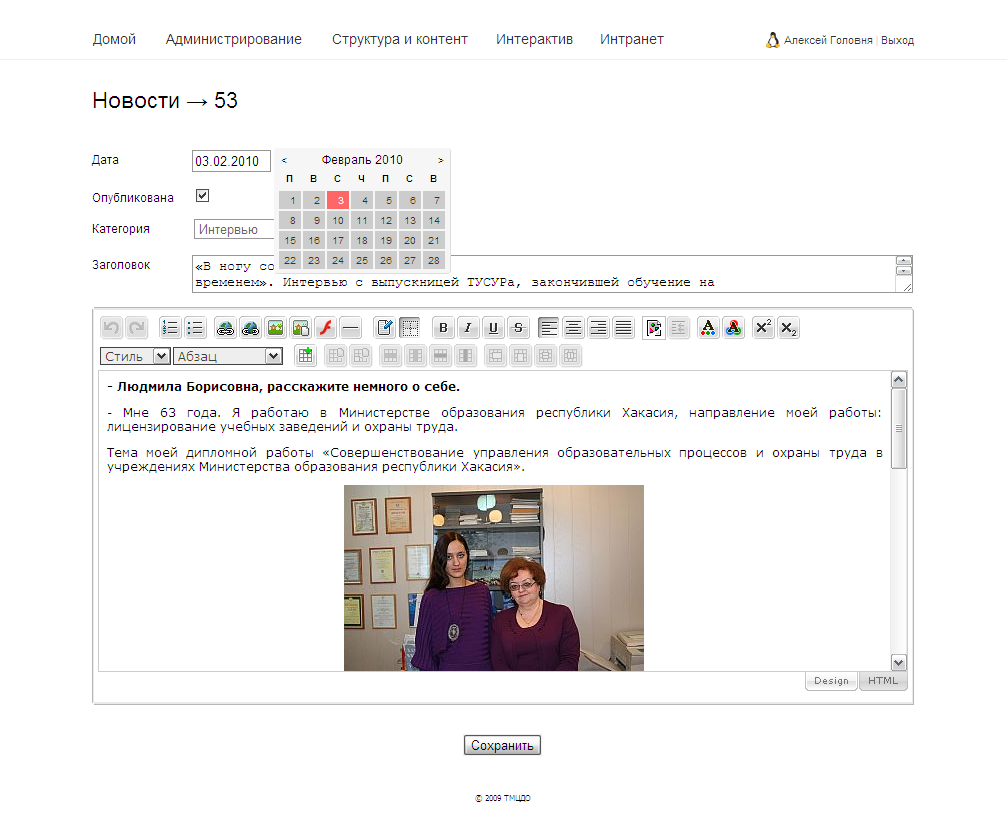 Домой Администрирование Структура и контент Интерактив Интранет Алексей Головня | Выход
Новости → 53
Дата 03.02.2010
< Февраль 2010 >
П В С Ч П С В
1 2 3 4 5 6 7
8 9 10 11 12 13 14
15 16 17 18 19 20 21
22 23 24 25 26 27 28
Опубликована
Категория Интервью
Заголовок «В ногу со
временем». Интервью с выпускницей ТУСУРа, закончившей обучение на
B I U S X² X₂
Стиль Абзац
- Людмила Борисовна, расскажите немного о себе.
- Мне 63 года. Я работаю в Министерстве образования республики Хакасия, направление моей работы:
лицензирование учебных заведений и охраны труда.
Тема моей дипломной работы «Совершенствование управления образовательных процессов и охраны труда в
учреждениях Министерства образования республики Хакасия».
Design HTML
Сохранить
© 2009 ТМЦДО